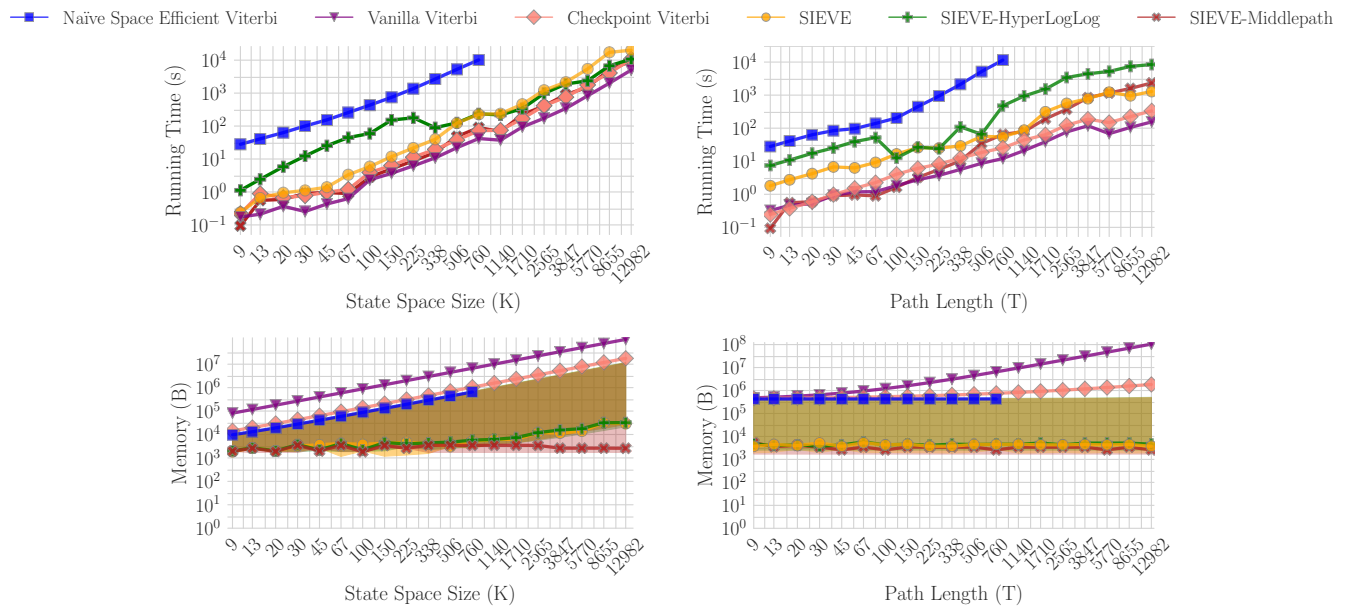 Naïve Space Efficient Viterbi Vanilla Viterbi Checkpoint Viterbi SIEVE SIEVE-HyperLogLog SIEVE-Middlepath
Running Time (s)
10^4
10^3
10^2
10^1
10^0
10^−1
9 13 20 30 45 67 100 150 225 338 506 760 1140 1710 2565 3847 5770 8655 12982
State Space Size (K)
Running Time (s)
10^4
10^3
10^2
10^1
10^0
10^−1
9 13 20 30 45 67 100 150 225 338 506 760 1140 1710 2565 3847 5770 8655 12982
Path Length (T)
Memory (B)
10^7
10^6
10^5
10^4
10^3
10^2
10^1
10^0
9 13 20 30 45 67 100 150 225 338 506 760 1140 1710 2565 3847 5770 8655 12982
State Space Size (K)
Memory (B)
10^8
10^6
10^5
10^4
10^3
10^2
10^1
10^0
9 13 20 30 45 67 100 150 225 338 506 760 1140 1710 2565 3847 5770 8655 12982
Path Length (T)